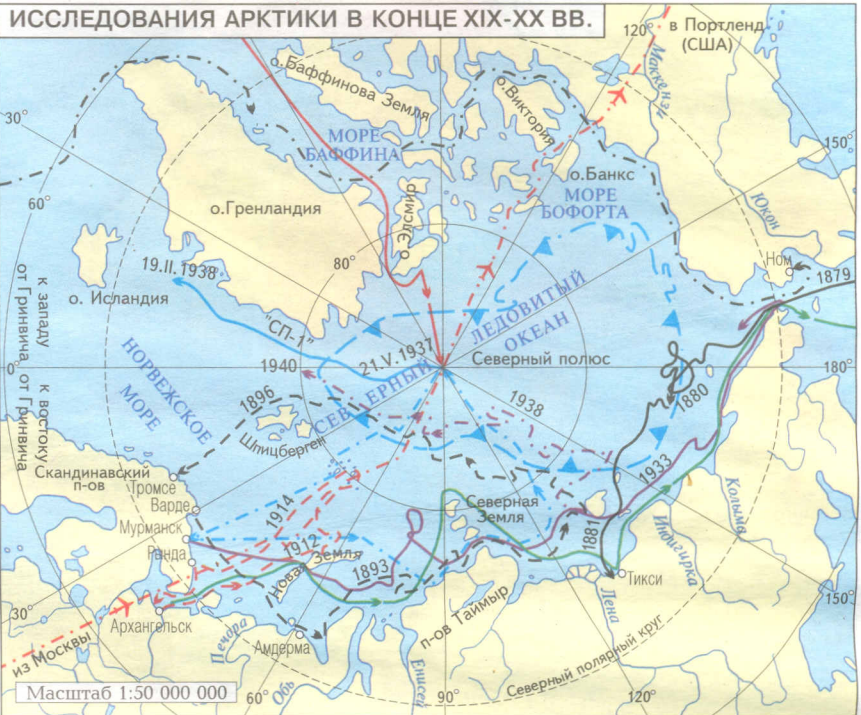 ИССЛЕДОВАНИЯ АРКТИКИ В КОНЦЕ XIX-XX ВВ.
120°
в Портленд
(США)
Маккензи
о.Баффинова Земля
о.Виктория
30°
МОРЕ
БАФФИНА
150°
о.Банкс
МОРЕ
БОФОРТА
Юкон
60°
о.Гренландия
о.Элсмир
80°
Ном
19.II.1938
1879
к западу
от Гринвича
о. Исландия
"СП-1"
ЛЕДОВИТЫЙ
ОКЕАН
21.V.1937
0°
1940
Северный полюс
180°
НОРВЕЖСКОЕ
МОРЕ
СЕВЕРНЫЙ
к востоку
от Гринвича
1896
1938
1880
Шпицберген
1933
Скандинавский
п-ов
Тромсе
Варде
Северная
Земля
Колыма
Мурманск
1914
Индигирка
Ранда
1912
1881
Новая Земля
1893
Тикси
30°
п-ов Таймыр
Лена
150°
Архангельск
Печора
Амдерма
из Москвы
Северный полярный круг
Масштаб 1:50 000 000
60°
Обь
Енисей
90°
120°